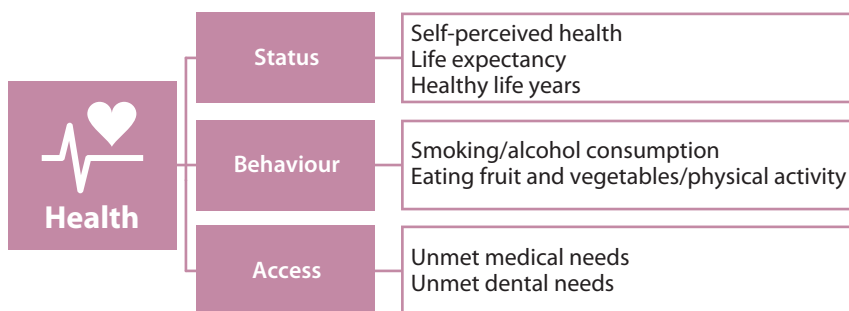 Health
Status
Self-perceived health
Life expectancy
Healthy life years
Behaviour
Smoking/alcohol consumption
Eating fruit and vegetables/physical activity
Access
Unmet medical needs
Unmet dental needs